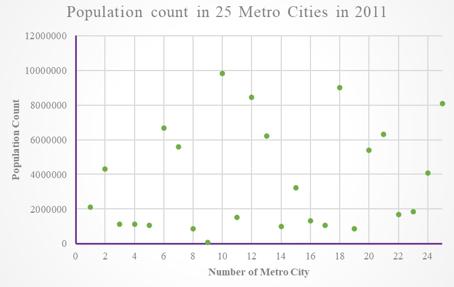 Population count in 25 Metro Cities in 2011
12000000
10000000
8000000
6000000
4000000
2000000
0
Population Count
0 2 4 6 8 10 12 14 16 18 20 22 24
Number of Metro City